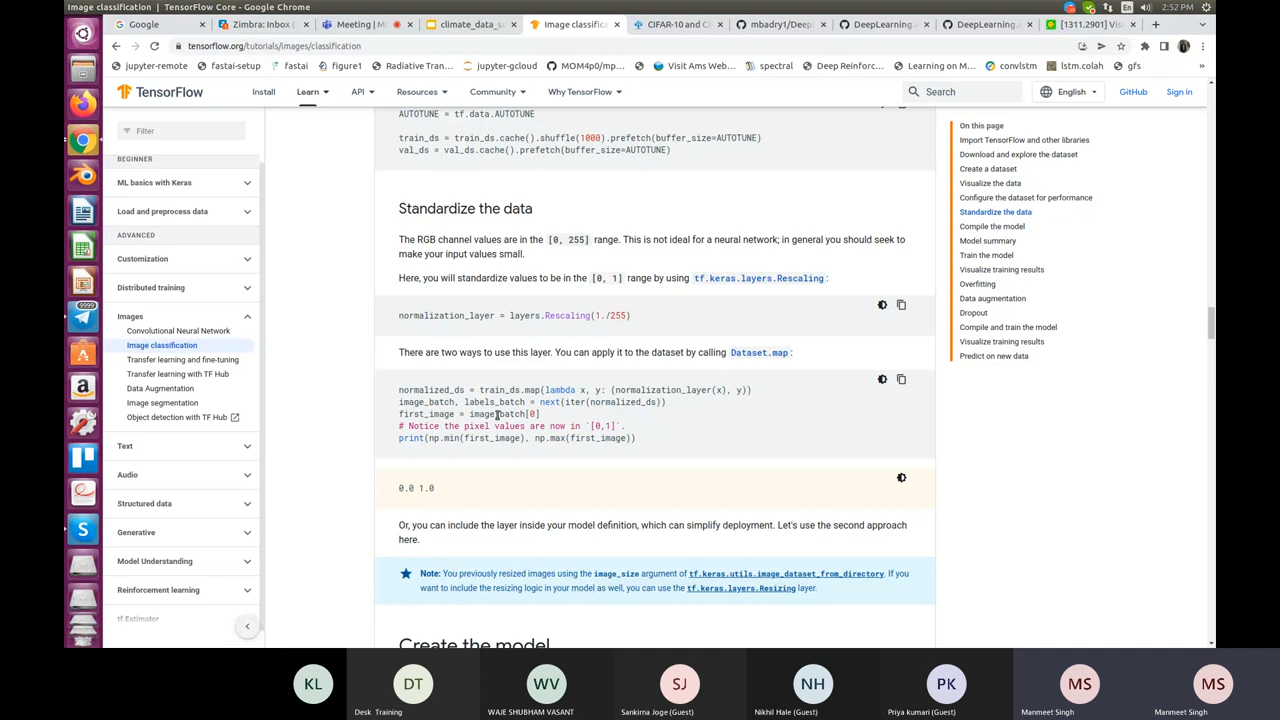 Image classification | TensorFlow Core - Google Chrome
En
2:52 PM
Google
Zimbra: Inbox (
Meeting | M
climate_data_s
Image classific
CIFAR-10 and C
mbadry1/Deep
DeepLearning.
DeepLearning.
[1311.2901] Vis
tensorflow.org/tutorials/images/classification
jupyter-remote
fastai-setup
fastai
figure1
Radiative Tran...
jupyter-gcloud
MOM4p0/mp...
Visit Ams Web...
spectral
Deep Reinforc...
Learning on M...
convlstm
lstm.colah
gfs
TensorFlow
Install
Learn
API
Resources
Community
Why TensorFlow
Search
English
GitHub
Sign in
Filter
BEGINNER
ML basics with Keras
Load and preprocess data
ADVANCED
Customization
Distributed training
Images
Convolutional Neural Network
Image classification
Transfer learning and fine-tuning
Transfer learning with TF Hub
Data Augmentation
Image segmentation
Object detection with TF Hub
Text
Audio
Structured data
Generative
Model Understanding
Reinforcement learning
tf.Estimator
9999
AUTOTUNE = tf.data.AUTOTUNE
train_ds = train_ds.cache().shuffle(1000).prefetch(buffer_size=AUTOTUNE)
val_ds = val_ds.cache().prefetch(buffer_size=AUTOTUNE)
Standardize the data
The RGB channel values are in the [0, 255] range. This is not ideal for a neural network; in general you should seek to
make your input values small.
Here, you will standardize values to be in the [0, 1] range by using tf.keras.layers.Rescaling:
normalization_layer = layers.Rescaling(1./255)
There are two ways to use this layer. You can apply it to the dataset by calling Dataset.map:
normalized_ds = train_ds.map(lambda x, y: (normalization_layer(x), y))
image_batch, labels_batch = next(iter(normalized_ds))
first_image = image_batch[0]
# Notice the pixel values are now in `[0,1]`.
print(np.min(first_image), np.max(first_image))
0.0 1.0
Or, you can include the layer inside your model definition, which can simplify deployment. Let's use the second approach
here.
Note: You previously resized images using the image_size argument of tf.keras.utils.image_dataset_from_directory. If you
want to include the resizing logic in your model as well, you can use the tf.keras.layers.Resizing layer.
Create the model
On this page
Import TensorFlow and other libraries
Download and explore the dataset
Create a dataset
Visualize the data
Configure the dataset for performance
Standardize the data
Compile the model
Model summary
Train the model
Visualize training results
Overfitting
Data augmentation
Dropout
Compile and train the model
Visualize training results
Predict on new data
KL
DT
WV
SJ
NH
PK
MS
MS
Desk Training
WAJE SHUBHAM VASANT
Sankirna Joge (Guest)
Nikhil Hale (Guest)
Priya kumari (Guest)
Manmeet Singh
Manmeet Singh